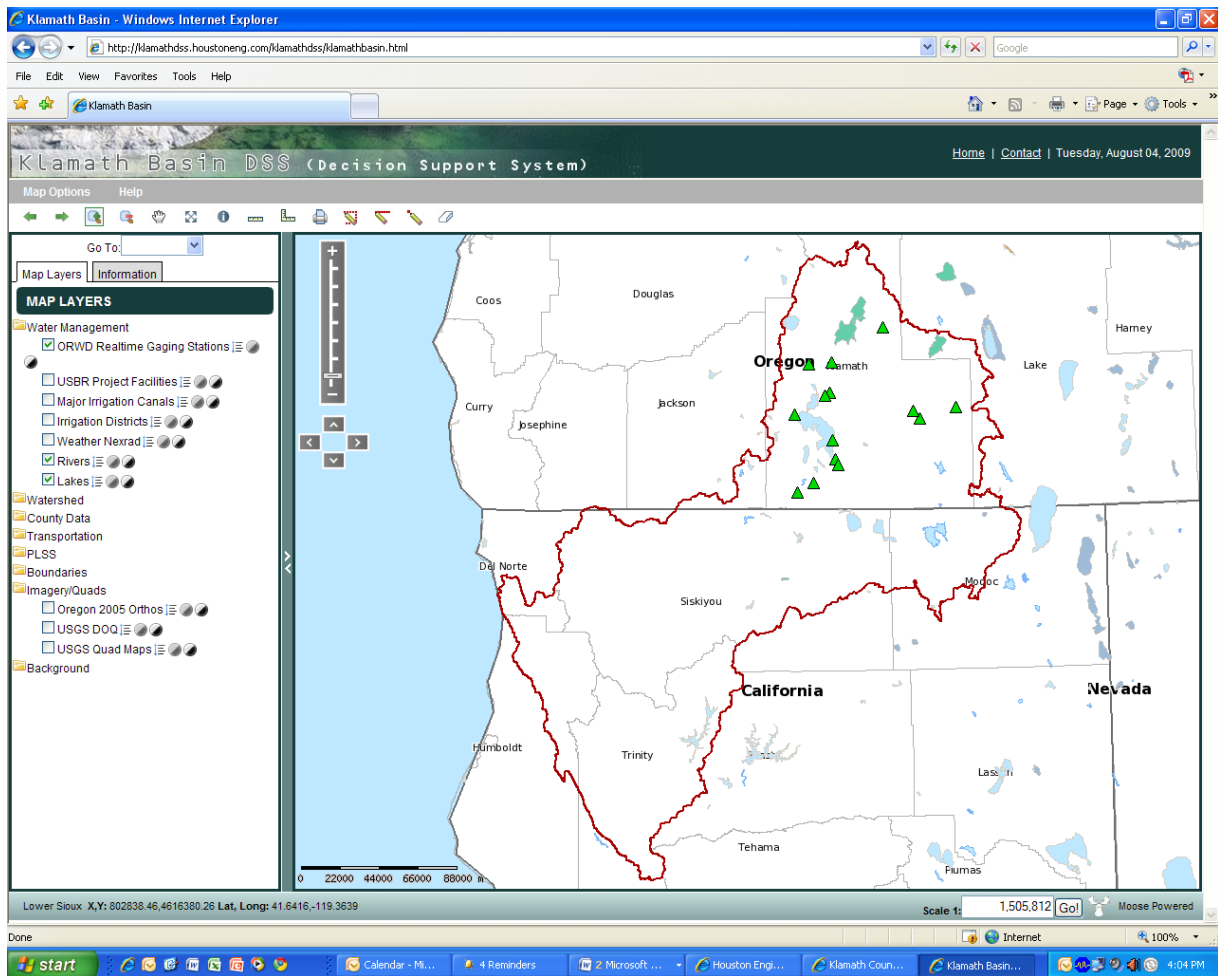 Klamath Basin - Windows Internet Explorer
http://klamathdss.houstoneng.com/klamathdss/klamathbasin.html
Google
File Edit View Favorites Tools Help
Klamath Basin
Page Tools
Klamath Basin DSS (Decision Support System)
Home | Contact | Tuesday, August 04, 2009
Map Options Help
Go To:
Map Layers Information
MAP LAYERS
Water Management
ORWD Realtime Gaging Stations
USBR Project Facilities
Major Irrigation Canals
Irrigation Districts
Weather Nexrad
Rivers
Lakes
Watershed
County Data
Transportation
PLSS
Boundaries
Imagery/Quads
Oregon 2005 Orthos
USGS DOQ
USGS Quad Maps
Background
Coos
Douglas
Harney
Oregon
Lake
Curry
Jackson
Josephine
Del Norte
Modoc
Siskiyou
California
Nevada
Humboldt
Trinity
Tehama
0 22000 44000 66000 88000 m
Lower Sioux X,Y: 802838.46,4616380.26 Lat, Long: 41.6416,-119.3639
Scale 1: 1,505,812 Go! Moose Powered
Done
Internet
100%
start
Calendar - Mi...
4 Reminders
2 Microsoft ...
Houston Engi...
Klamath Coun...
Klamath Basin...
4:04 PM